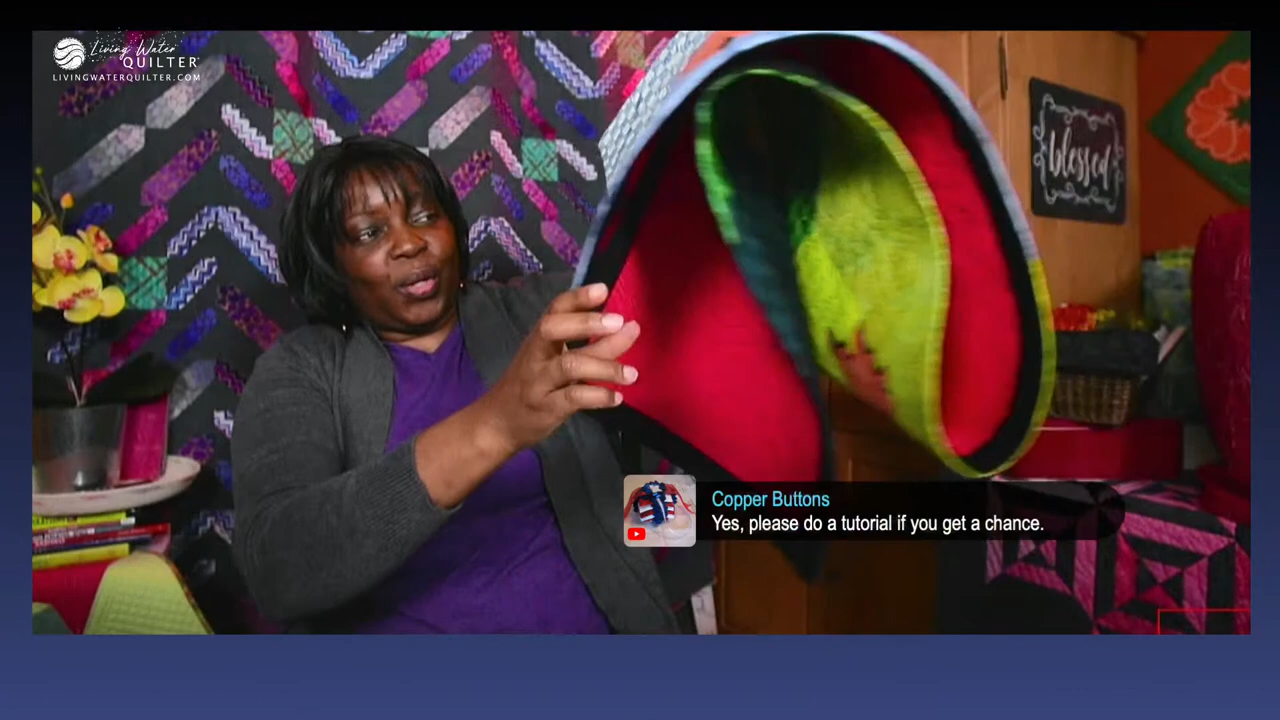 Living Water
QUILTER
LIVINGWATERQUILTER.COM
blessed
Copper Buttons
Yes, please do a tutorial if you get a chance.